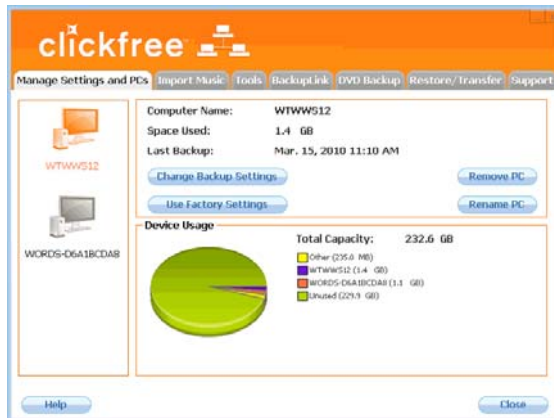 clickfree
Manage Settings and PCs Import Music Tools BackupLink DVD Backup Restore/Transfer Support
WTWWS12
WORDS-D6A1BCDA8
Computer Name: WTWWS12
Space Used: 1.4 GB
Last Backup: Mar. 15, 2010 11:10 AM
Change Backup Settings Remove PC
Use Factory Settings Rename PC
Device Usage
Total Capacity: 232.6 GB
Other (235.0 MB)
WTWWS12 (1.4 GB)
WORDS-D6A1BCDA8 (1.1 GB)
Unused (229.9 GB)
Help Close